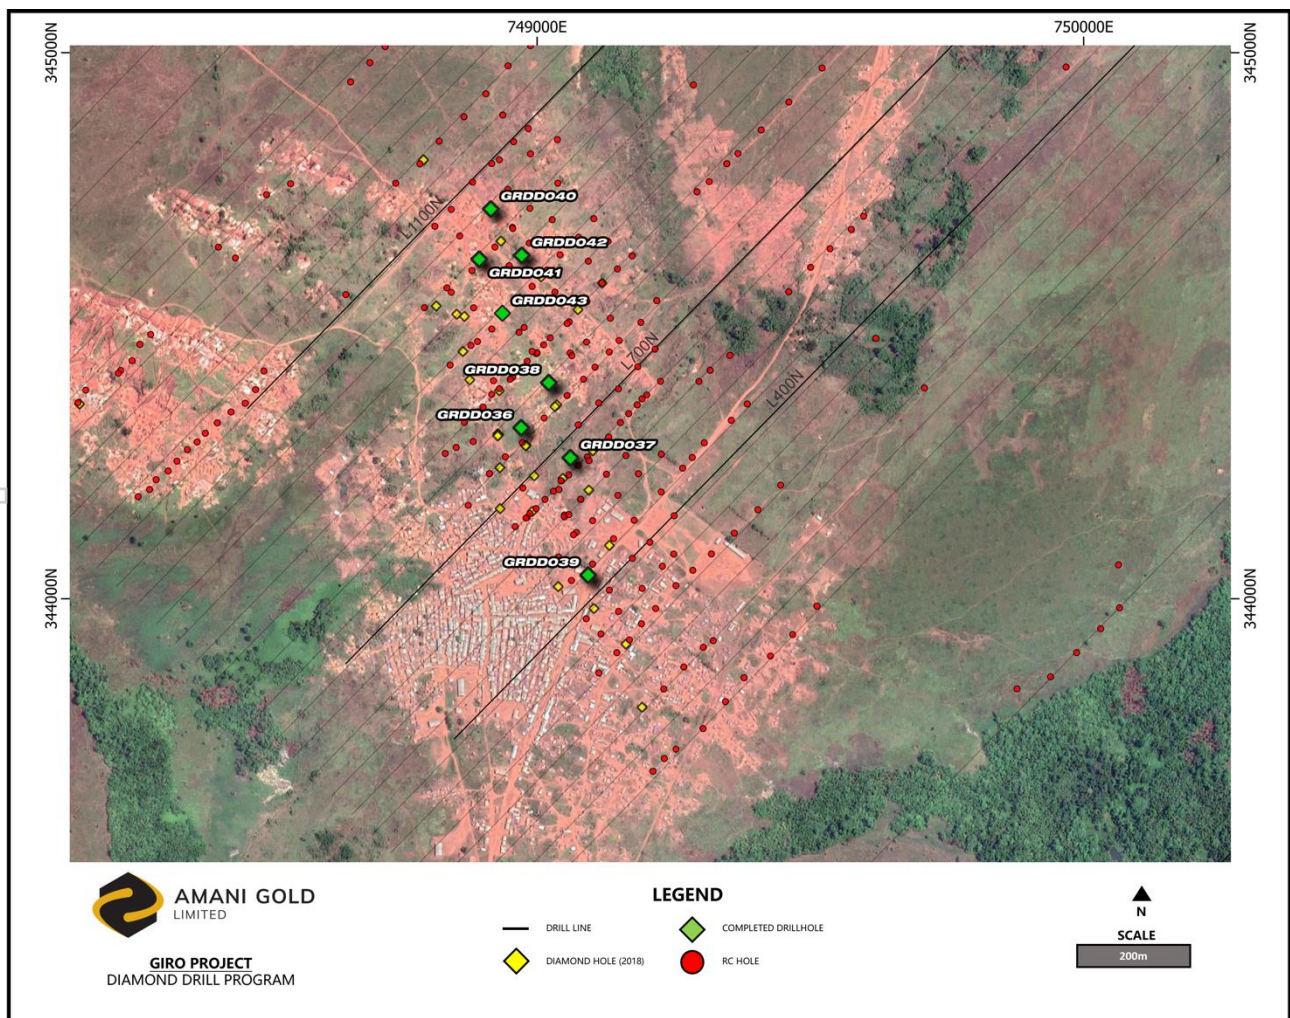 749000E
750000E
345000N
345000N
GRDD040
L1100N
GRDD042
GRDD041
GRDD043
L700N
GRDD038
L400N
GRDD036
GRDD037
GRDD039
344000N
344000N
AMANI GOLD
LIMITED
GIRO PROJECT
DIAMOND DRILL PROGRAM
LEGEND
DRILL LINE
COMPLETED DRILLHOLE
DIAMOND HOLE (2018)
RC HOLE
N
SCALE
200m